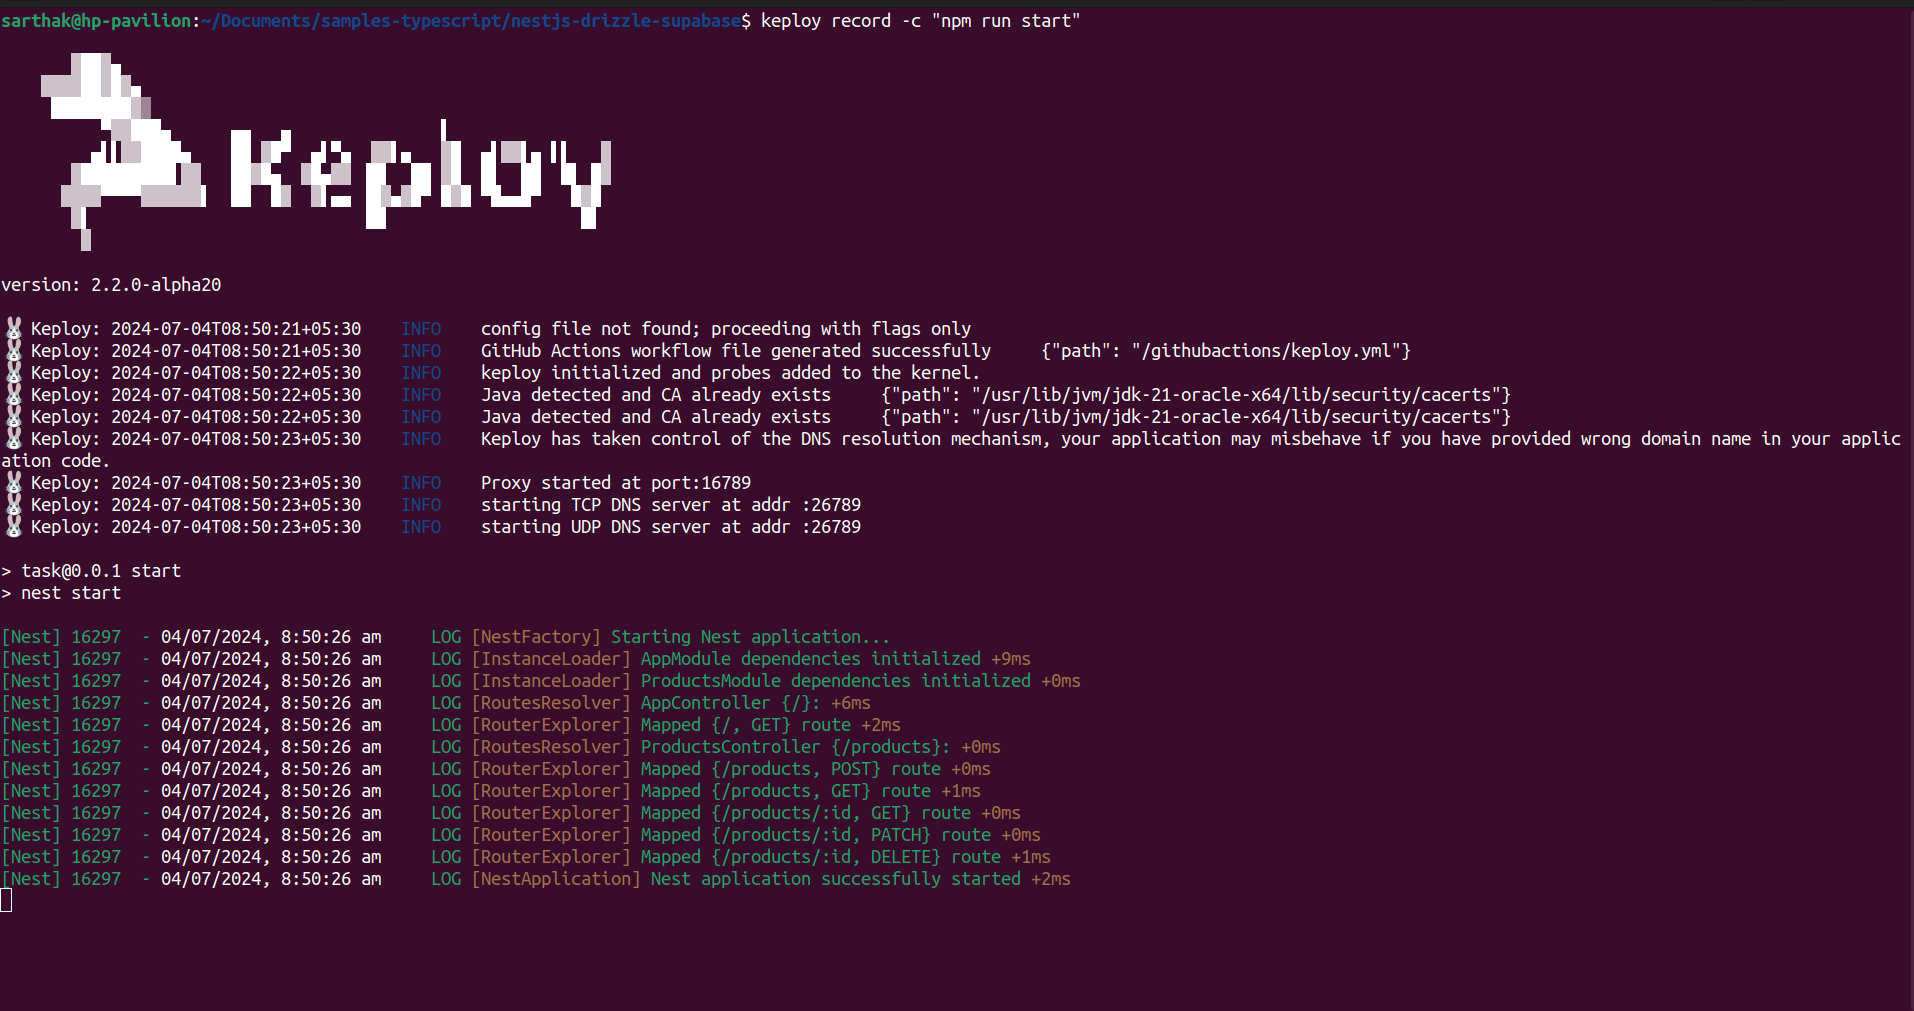 sarthak@hp-pavilion:~/Documents/samples-typescript/nestjs-drizzle-supabase$ keploy record -c "npm run start"
Keploy
version: 2.2.0-alpha20
Keploy: 2024-07-04T08:50:21+05:30 INFO config file not found; proceeding with flags only
Keploy: 2024-07-04T08:50:21+05:30 INFO GitHub Actions workflow file generated successfully {"path": "/githubactions/keploy.yml"}
Keploy: 2024-07-04T08:50:22+05:30 INFO keploy initialized and probes added to the kernel.
Keploy: 2024-07-04T08:50:22+05:30 INFO Java detected and CA already exists {"path": "/usr/lib/jvm/jdk-21-oracle-x64/lib/security/cacerts"}
Keploy: 2024-07-04T08:50:22+05:30 INFO Java detected and CA already exists {"path": "/usr/lib/jvm/jdk-21-oracle-x64/lib/security/cacerts"}
Keploy: 2024-07-04T08:50:23+05:30 INFO Keploy has taken control of the DNS resolution mechanism, your application may misbehave if you have provided wrong domain name in your applic
ation code.
Keploy: 2024-07-04T08:50:23+05:30 INFO Proxy started at port:16789
Keploy: 2024-07-04T08:50:23+05:30 INFO starting TCP DNS server at addr :26789
Keploy: 2024-07-04T08:50:23+05:30 INFO starting UDP DNS server at addr :26789
> task@0.0.1 start
> nest start
[Nest] 16297 - 04/07/2024, 8:50:26 am LOG [NestFactory] Starting Nest application...
[Nest] 16297 - 04/07/2024, 8:50:26 am LOG [InstanceLoader] AppModule dependencies initialized +9ms
[Nest] 16297 - 04/07/2024, 8:50:26 am LOG [InstanceLoader] ProductsModule dependencies initialized +0ms
[Nest] 16297 - 04/07/2024, 8:50:26 am LOG [RoutesResolver] AppController {/}: +6ms
[Nest] 16297 - 04/07/2024, 8:50:26 am LOG [RouterExplorer] Mapped {/, GET} route +2ms
[Nest] 16297 - 04/07/2024, 8:50:26 am LOG [RoutesResolver] ProductsController {/products}: +0ms
[Nest] 16297 - 04/07/2024, 8:50:26 am LOG [RouterExplorer] Mapped {/products, POST} route +0ms
[Nest] 16297 - 04/07/2024, 8:50:26 am LOG [RouterExplorer] Mapped {/products, GET} route +1ms
[Nest] 16297 - 04/07/2024, 8:50:26 am LOG [RouterExplorer] Mapped {/products/:id, GET} route +0ms
[Nest] 16297 - 04/07/2024, 8:50:26 am LOG [RouterExplorer] Mapped {/products/:id, PATCH} route +0ms
[Nest] 16297 - 04/07/2024, 8:50:26 am LOG [RouterExplorer] Mapped {/products/:id, DELETE} route +1ms
[Nest] 16297 - 04/07/2024, 8:50:26 am LOG [NestApplication] Nest application successfully started +2ms